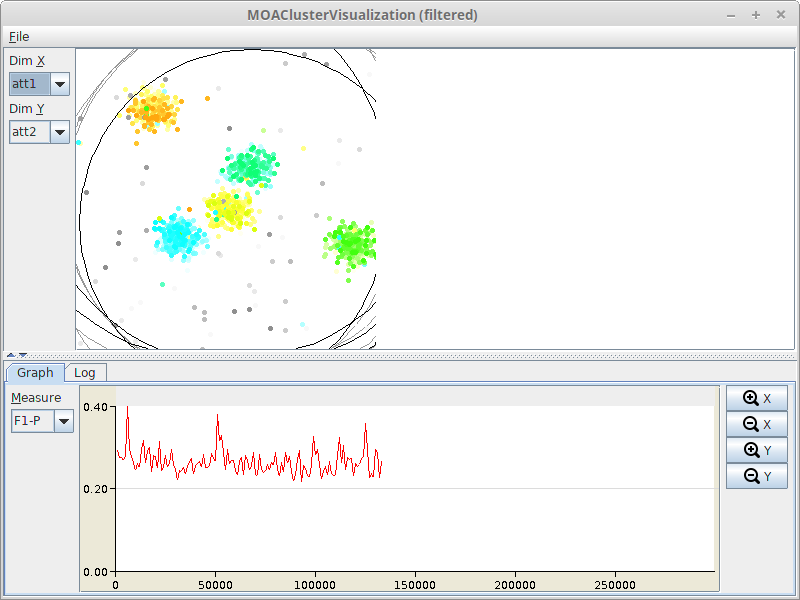 MOAClusterVisualization (filtered)
File
Dim X
att1
Dim Y
att2
Graph Log
Measure
F1-P
0.40
0.20
0.00
0 50000 100000 150000 200000 250000
X
X
Y
Y